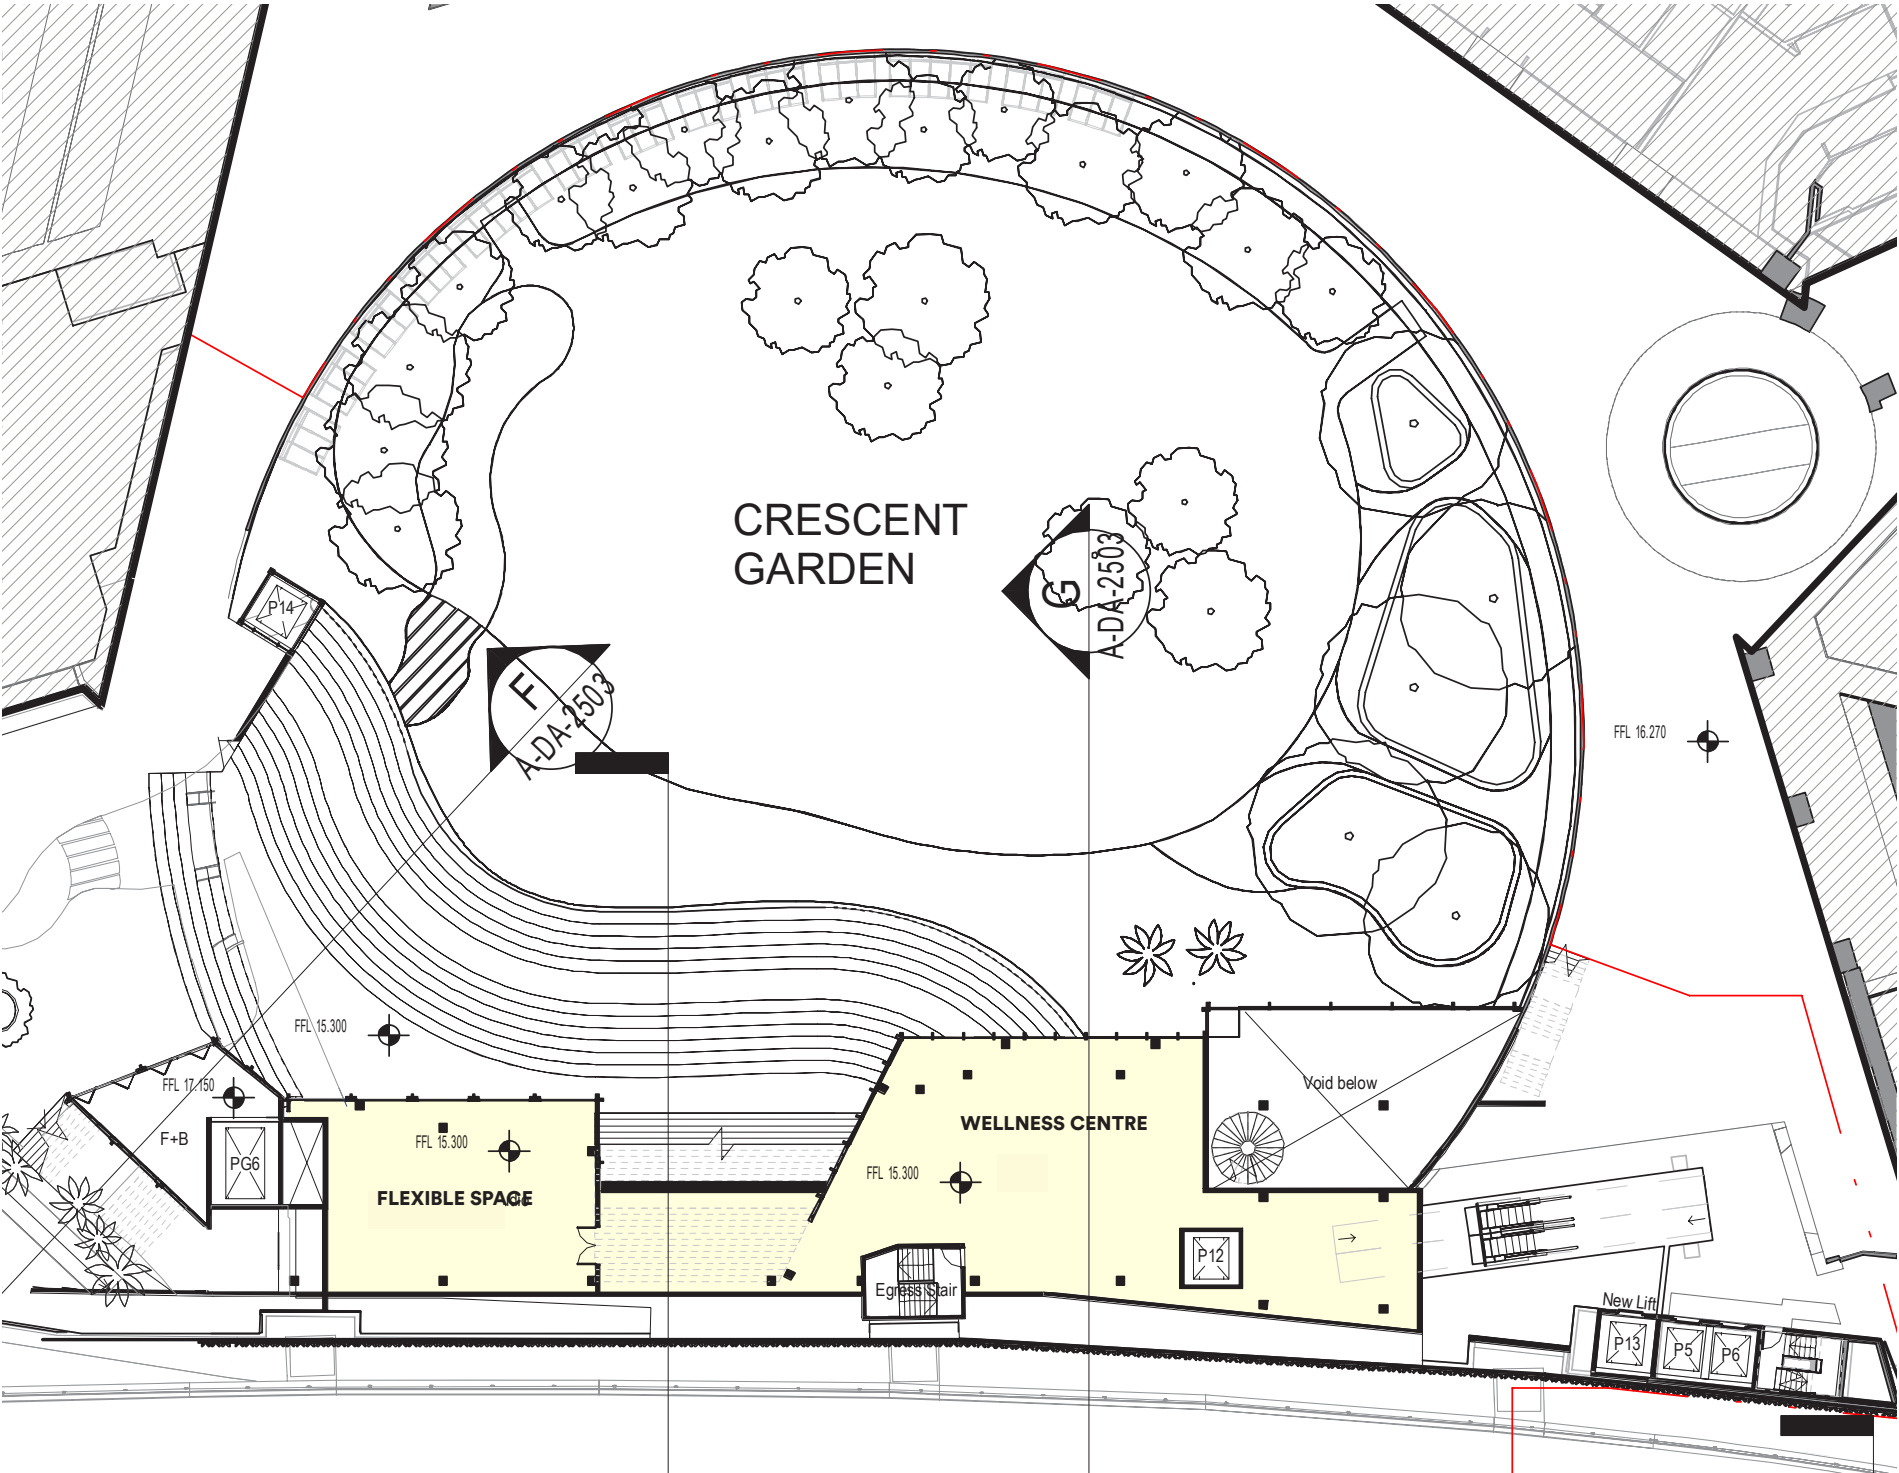 CRESCENT
GARDEN
G
A-DA-2503
P14
F
A-DA-2503
FFL 16.270
FFL 15.300
FFL 17.150
Void below
F+B
FFL 15.300
WELLNESS CENTRE
PG6
FFL 15.300
FLEXIBLE SPACE
P12
Egress Stair
New Lift
P13
P5
P6